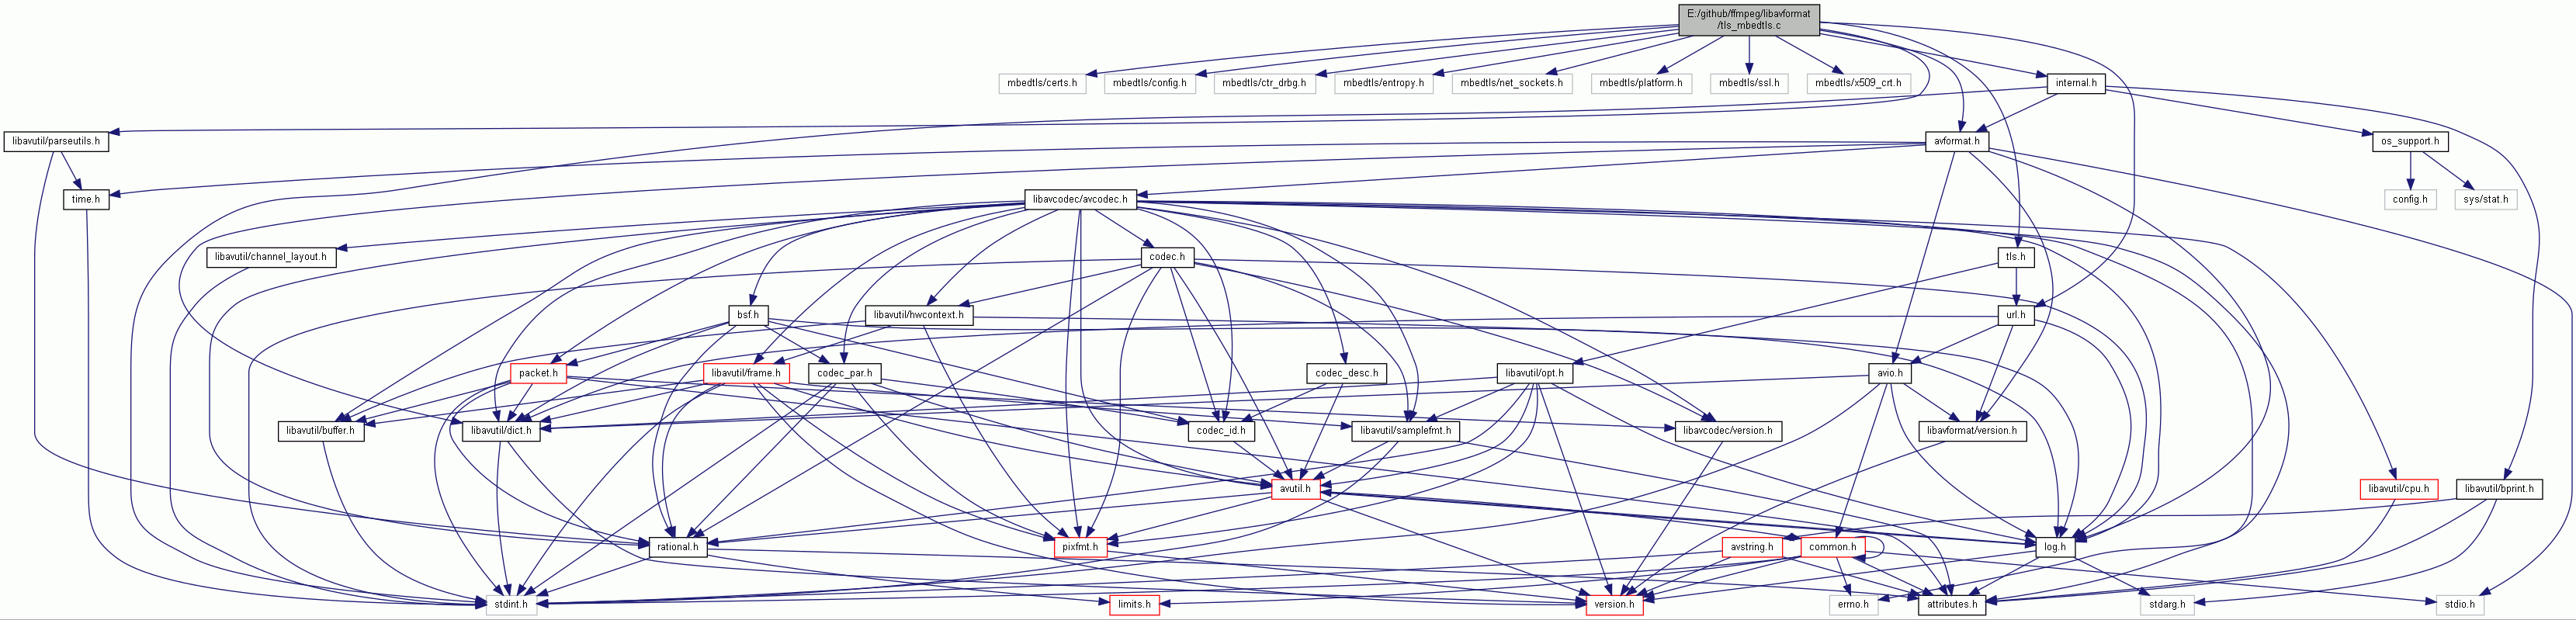 E:/github/ffmpeg/libavformat
/tls_mbedtls.c
mbedtls/certs.h
mbedtls/config.h
mbedtls/ctr_drbg.h
mbedtls/entropy.h
mbedtls/net_sockets.h
mbedtls/platform.h
mbedtls/ssl.h
mbedtls/x509_crt.h
internal.h
libavutil/parseutils.h
avformat.h
os_support.h
time.h
libavcodec/avcodec.h
config.h
sys/stat.h
libavutil/channel_layout.h
codec.h
tls.h
bsf.h
libavutil/hwcontext.h
url.h
packet.h
libavutil/frame.h
codec_par.h
codec_desc.h
libavutil/opt.h
avio.h
libavutil/buffer.h
libavutil/dict.h
codec_id.h
libavutil/samplefmt.h
libavcodec/version.h
libavformat/version.h
avutil.h
libavutil/cpu.h
libavutil/bprint.h
rational.h
pixfmt.h
avstring.h
common.h
log.h
stdint.h
limits.h
version.h
errno.h
attributes.h
stdarg.h
stdio.h